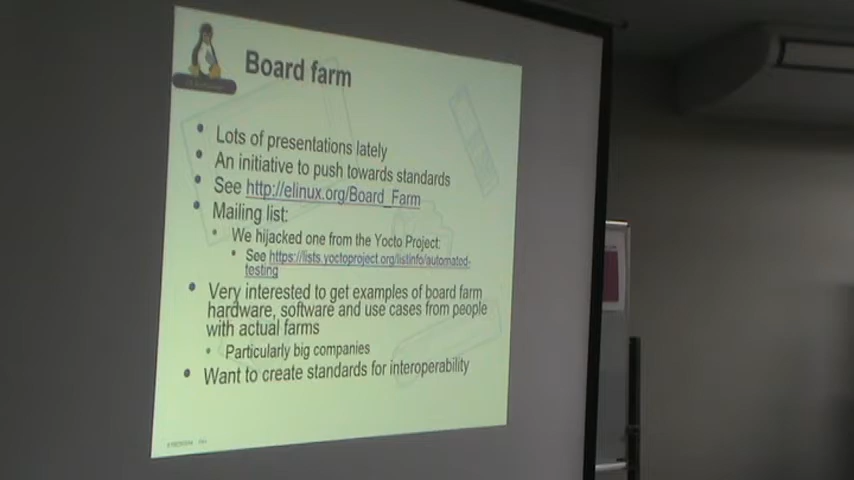 Board farm
Lots of presentations lately
An initiative to push towards standards
See http://elinux.org/Board_Farm
Mailing list:
We hijacked one from the Yocto Project:
See https://lists.yoctoproject.org/listinfo/automated-
testing
Very interested to get examples of board farm
hardware, software and use cases from people
with actual farms
Particularly big companies
Want to create standards for interoperability